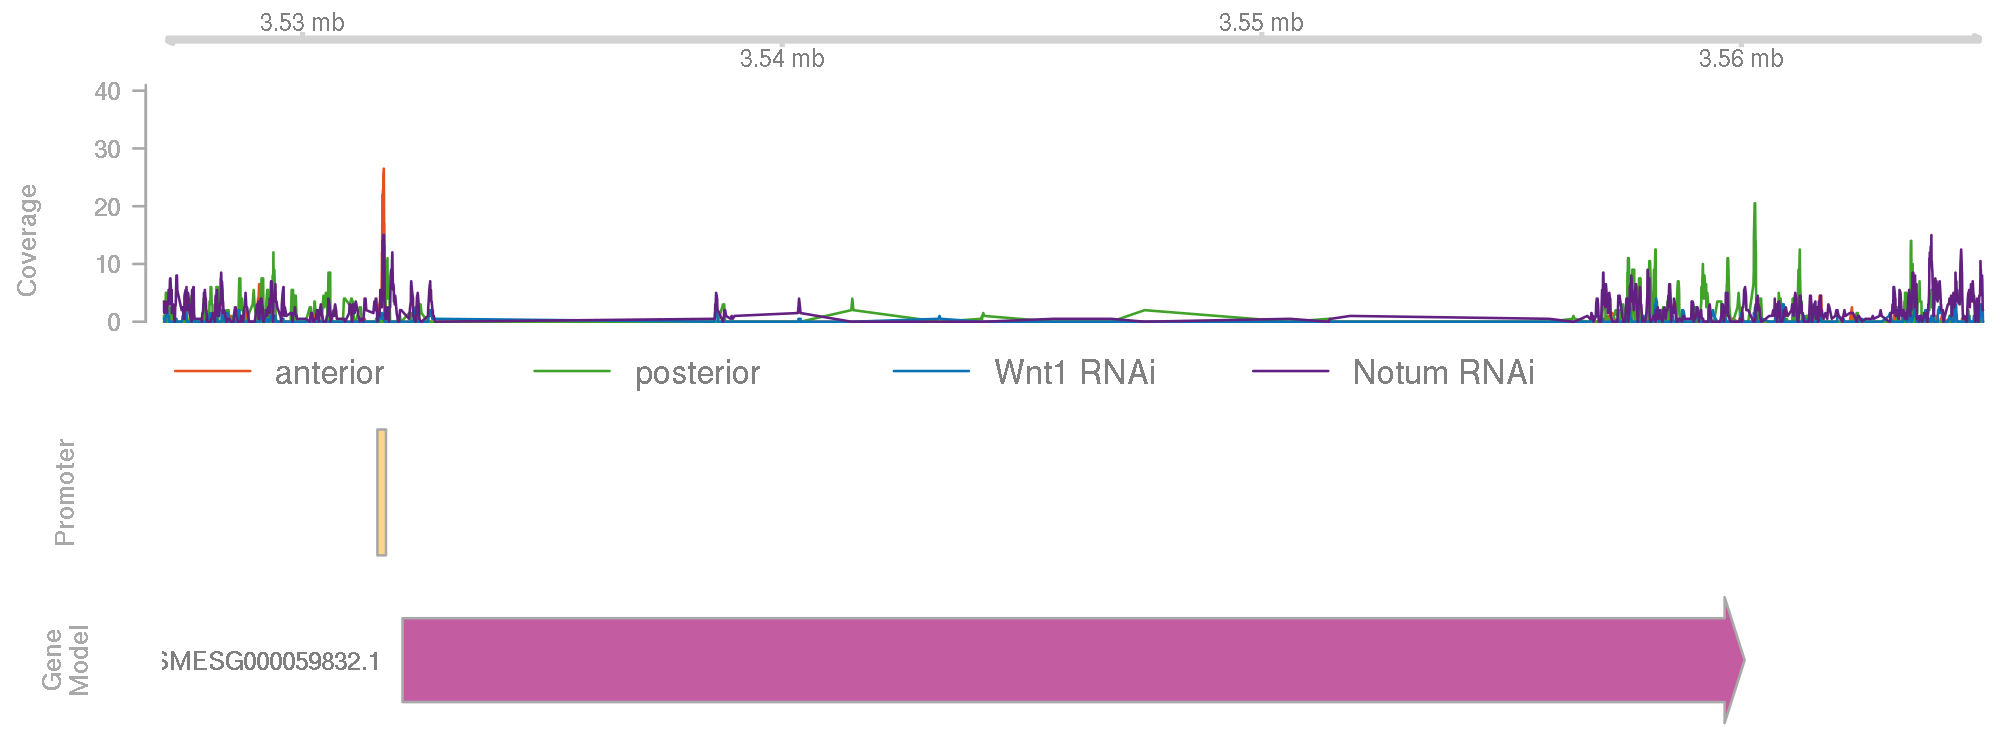 3.53 mb
3.55 mb
3.54 mb
3.56 mb
Coverage
40
30
20
10
0
anterior
posterior
Wnt1 RNAi
Notum RNAi
Promoter
Gene
Model
SMESG000059832.1